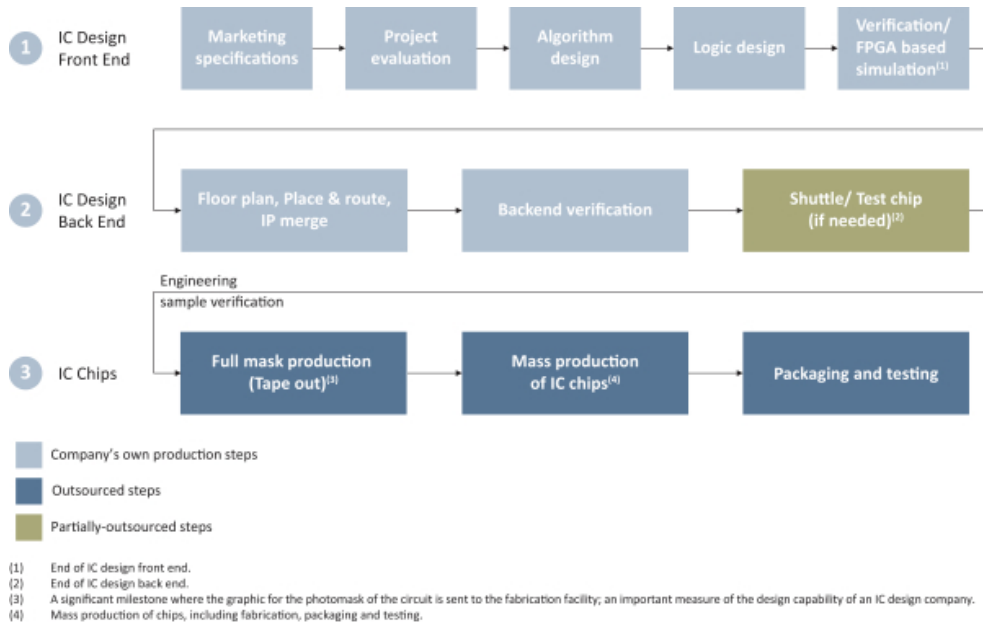 1
IC Design
Front End
Marketing
specifications
Project
evaluation
Algorithm
design
Logic design
Verification/
FPGA based
simulation(1)
2
IC Design
Back End
Floor plan, Place & route,
IP merge
Backend verification
Shuttle/ Test chip
(if needed)(2)
Engineering
sample verification
3
IC Chips
Full mask production
(Tape out)(3)
Mass production
of IC chips(4)
Packaging and testing
Company's own production steps
Outsourced steps
Partially-outsourced steps
(1) End of IC design front end.
(2) End of IC design back end.
(3) A significant milestone where the graphic for the photomask of the circuit is sent to the fabrication facility; an important measure of the design capability of an IC design company.
(4) Mass production of chips, including fabrication, packaging and testing.